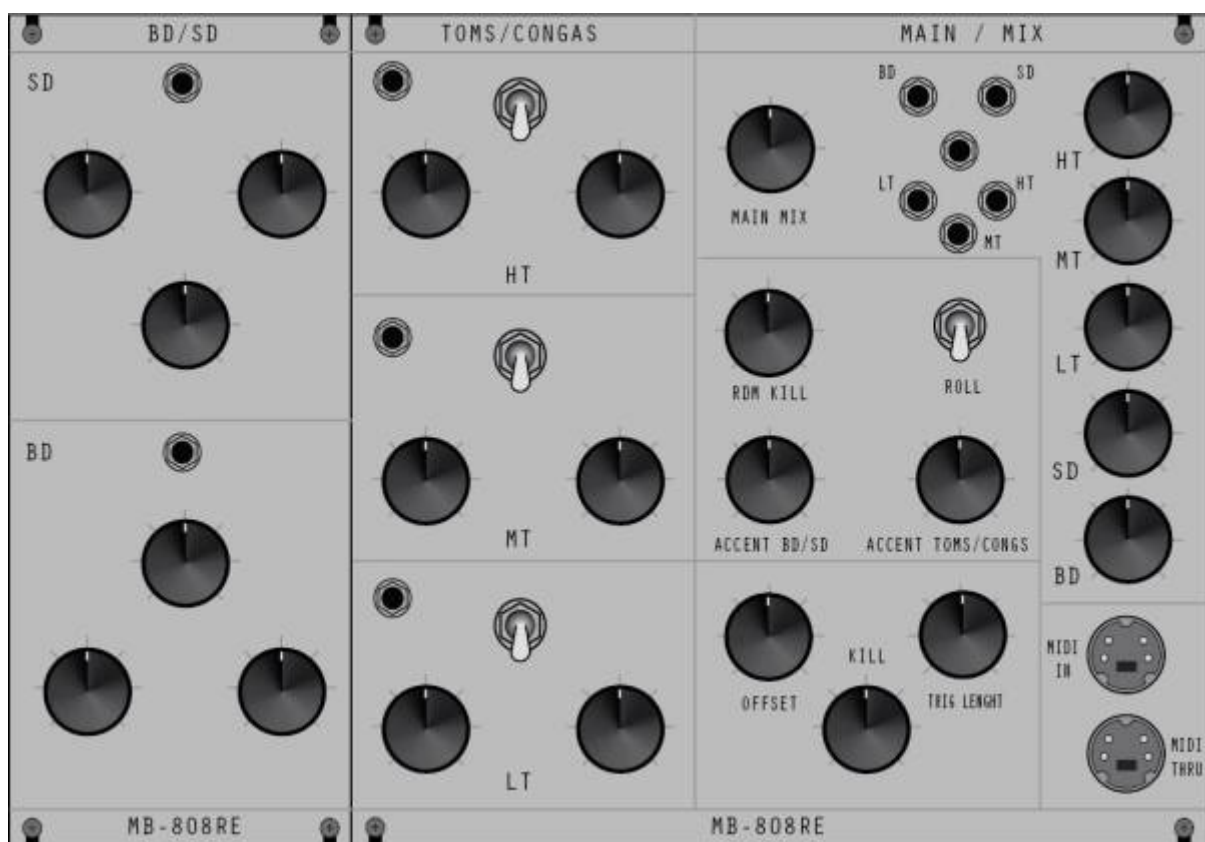 BD/SD
TOMS/CONGAS
MAIN / MIX
SD
BD
SD
HT
LT
HT
MAIN MIX
MT
MT
HT
RDM KILL
ROLL
LT
BD
SD
MT
ACCENT BD/SD
ACCENT TOMS/CONGS
BD
KILL
MIDI
IN
OFFSET
TRIG LENGHT
MIDI
THRU
LT
MB-808RE
MB-808RE